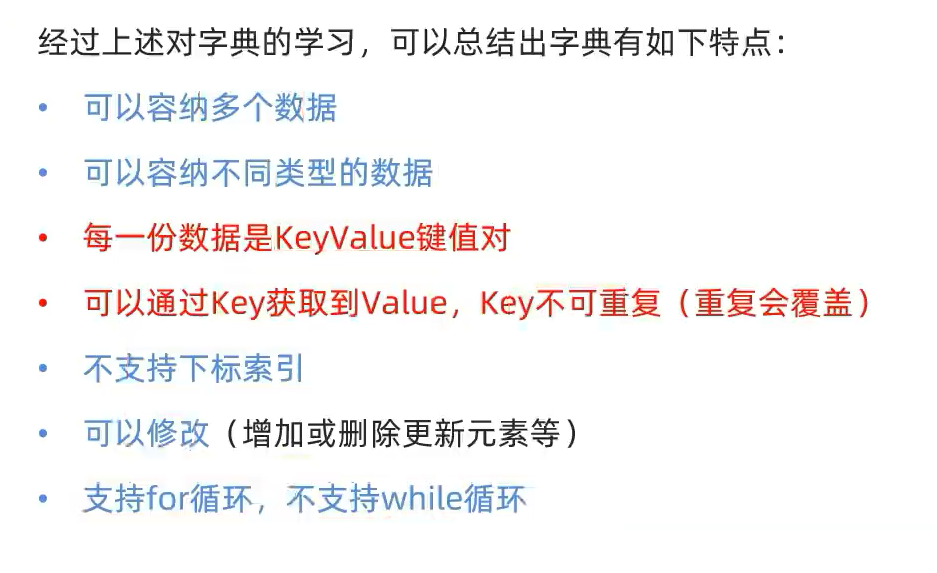 经过上述对字典的学习，可以总结出字典有如下特点：
• 可以容纳多个数据
• 可以容纳不同类型的数据
• 每一份数据是KeyValue键值对
• 可以通过Key获取到Value，Key不可重复（重复会覆盖）
• 不支持下标索引
• 可以修改（增加或删除更新元素等）
• 支持for循环，不支持while循环